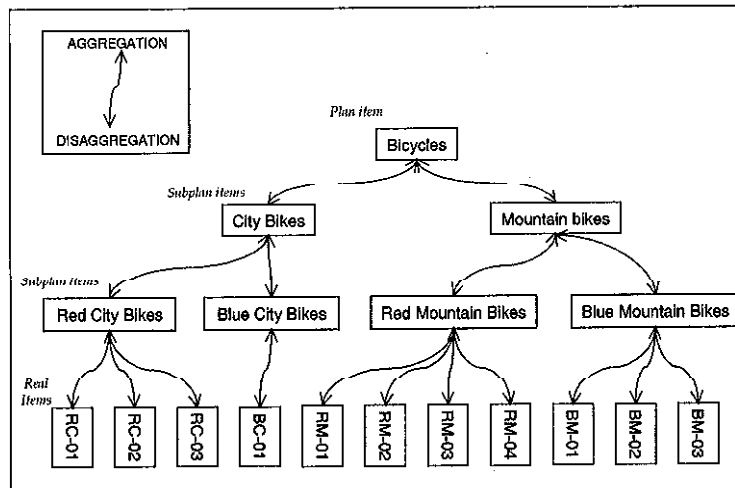 AGGREGATION
DISAGGREGATION
Plan item
Bicycles
Subplan items
City Bikes
Mountain bikes
Subplan items
Red City Bikes
Blue City Bikes
Red Mountain Bikes
Blue Mountain Bikes
Real
Items
RC-01
RC-02
RC-03
BC-01
RM-01
RM-02
RM-03
RM-04
BM-01
BM-02
BM-03